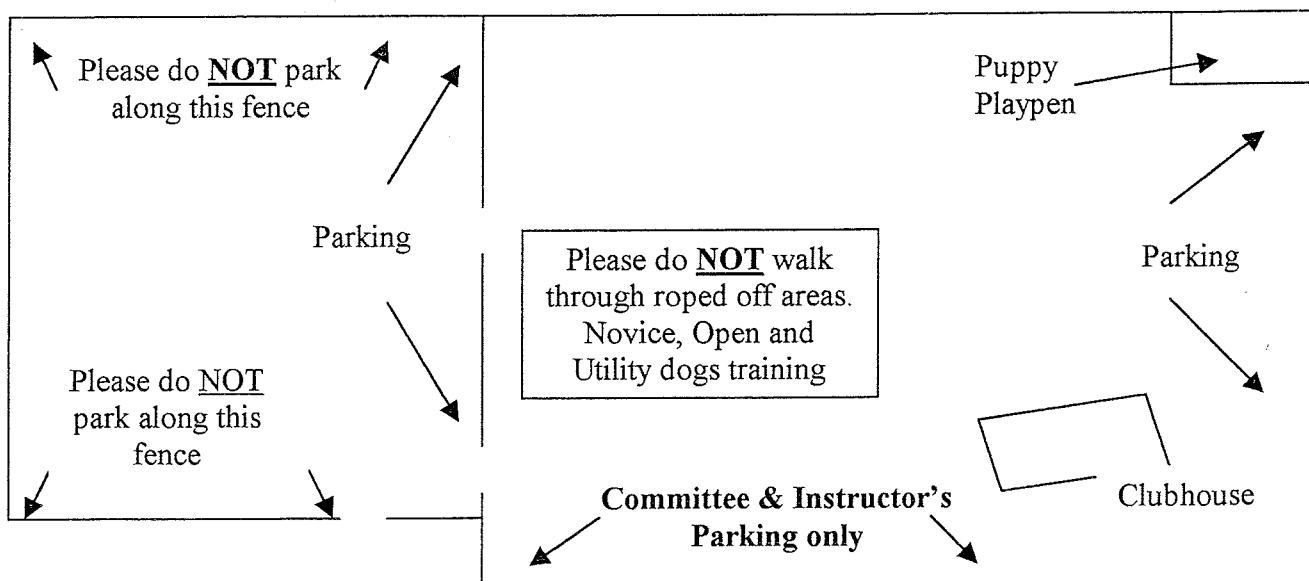 Please do NOT park
along this fence
Puppy
Playpen
Parking
Please do NOT walk
through roped off areas.
Novice, Open and
Utility dogs training
Parking
Please do NOT
park along this
fence
Committee & Instructor's
Parking only
Clubhouse